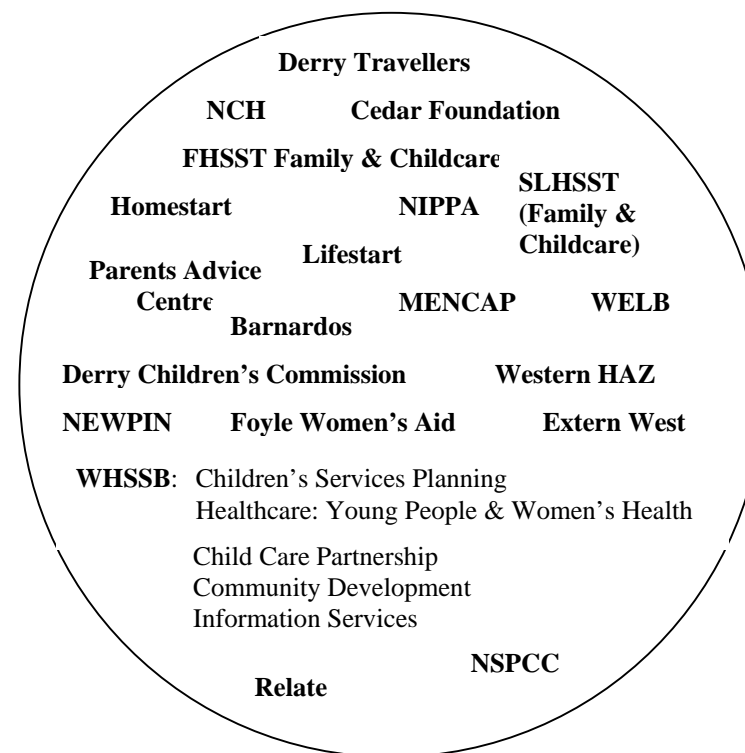 Derry Travellers
NCH Cedar Foundation
FHSST Family & Childcare
SLHSST
(Family &
Childcare)
Homestart NIPPA
Lifestart
Parents Advice
Centre
MENCAP WELB
Barnardos
Derry Children’s Commission Western HAZ
NEWPIN Foyle Women’s Aid Extern West
WHSSB: Children’s Services Planning
Healthcare: Young People & Women’s Health
Child Care Partnership
Community Development
Information Services
NSPCC
Relate